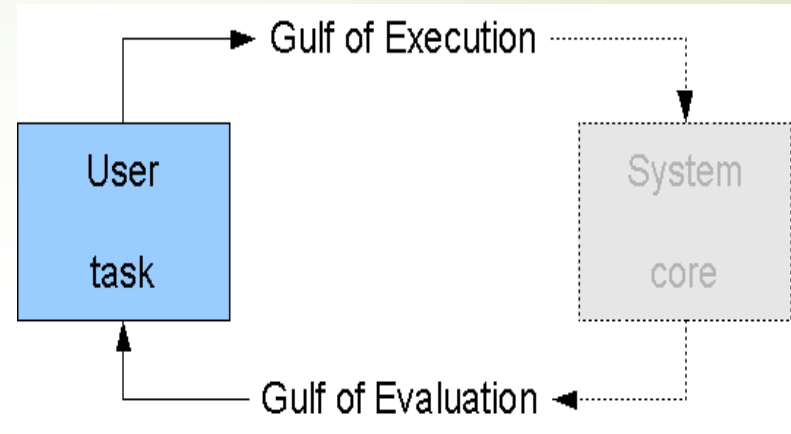 Gulf of Execution
User
task
System
core
Gulf of Evaluation